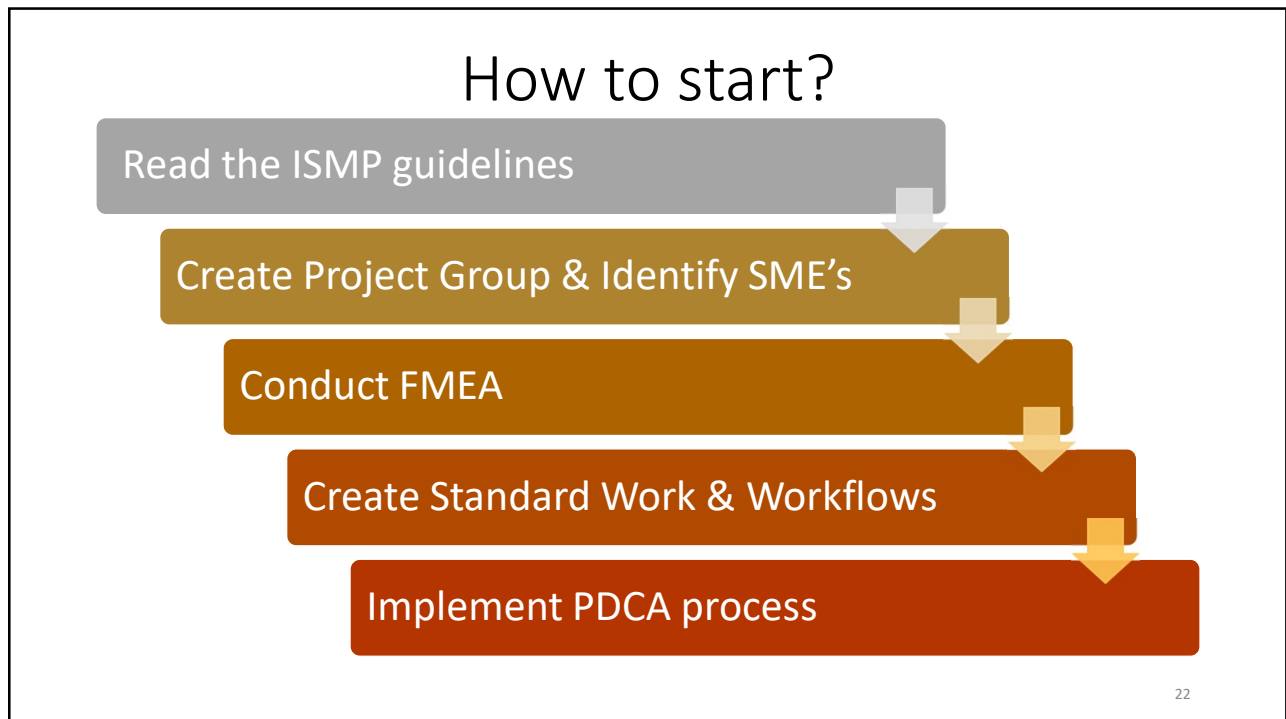 How to start?
Read the ISMP guidelines
Create Project Group & Identify SME’s
Conduct FMEA
Create Standard Work & Workflows
Implement PDCA process
22